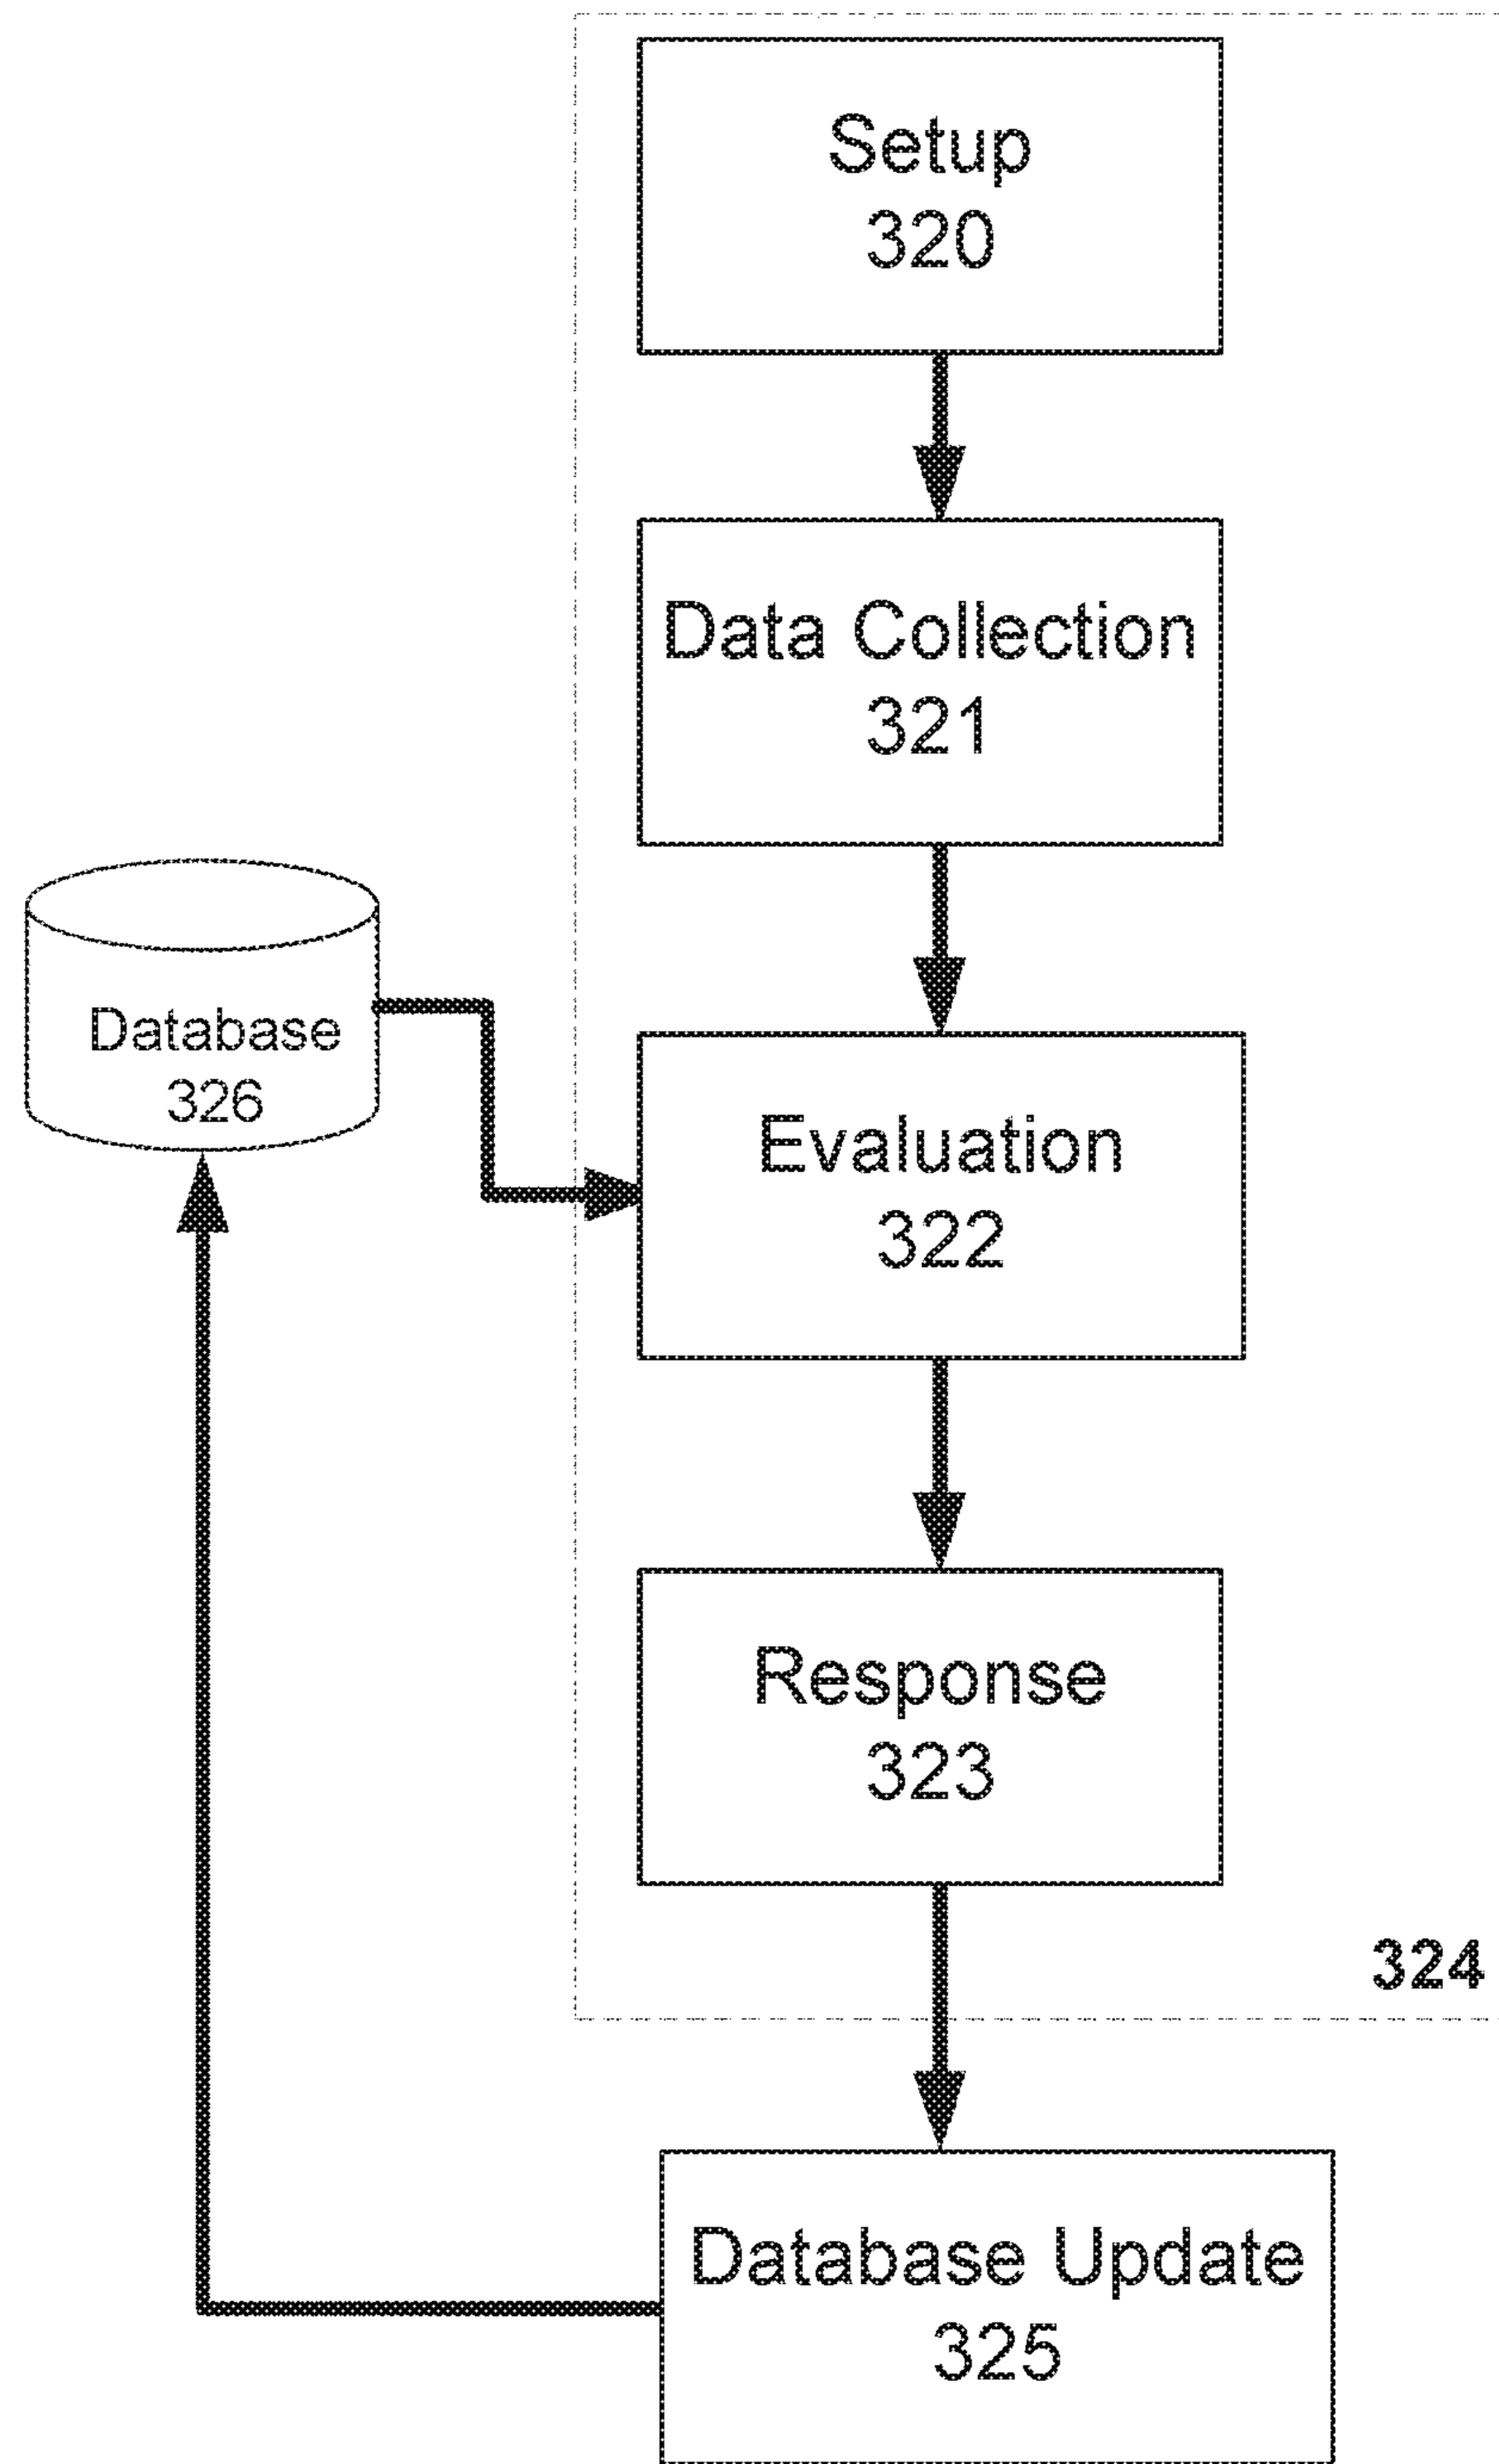 Setup
320
Data Collection
321
Database
326
Evaluation
322
Response
323
324
Database Update
325